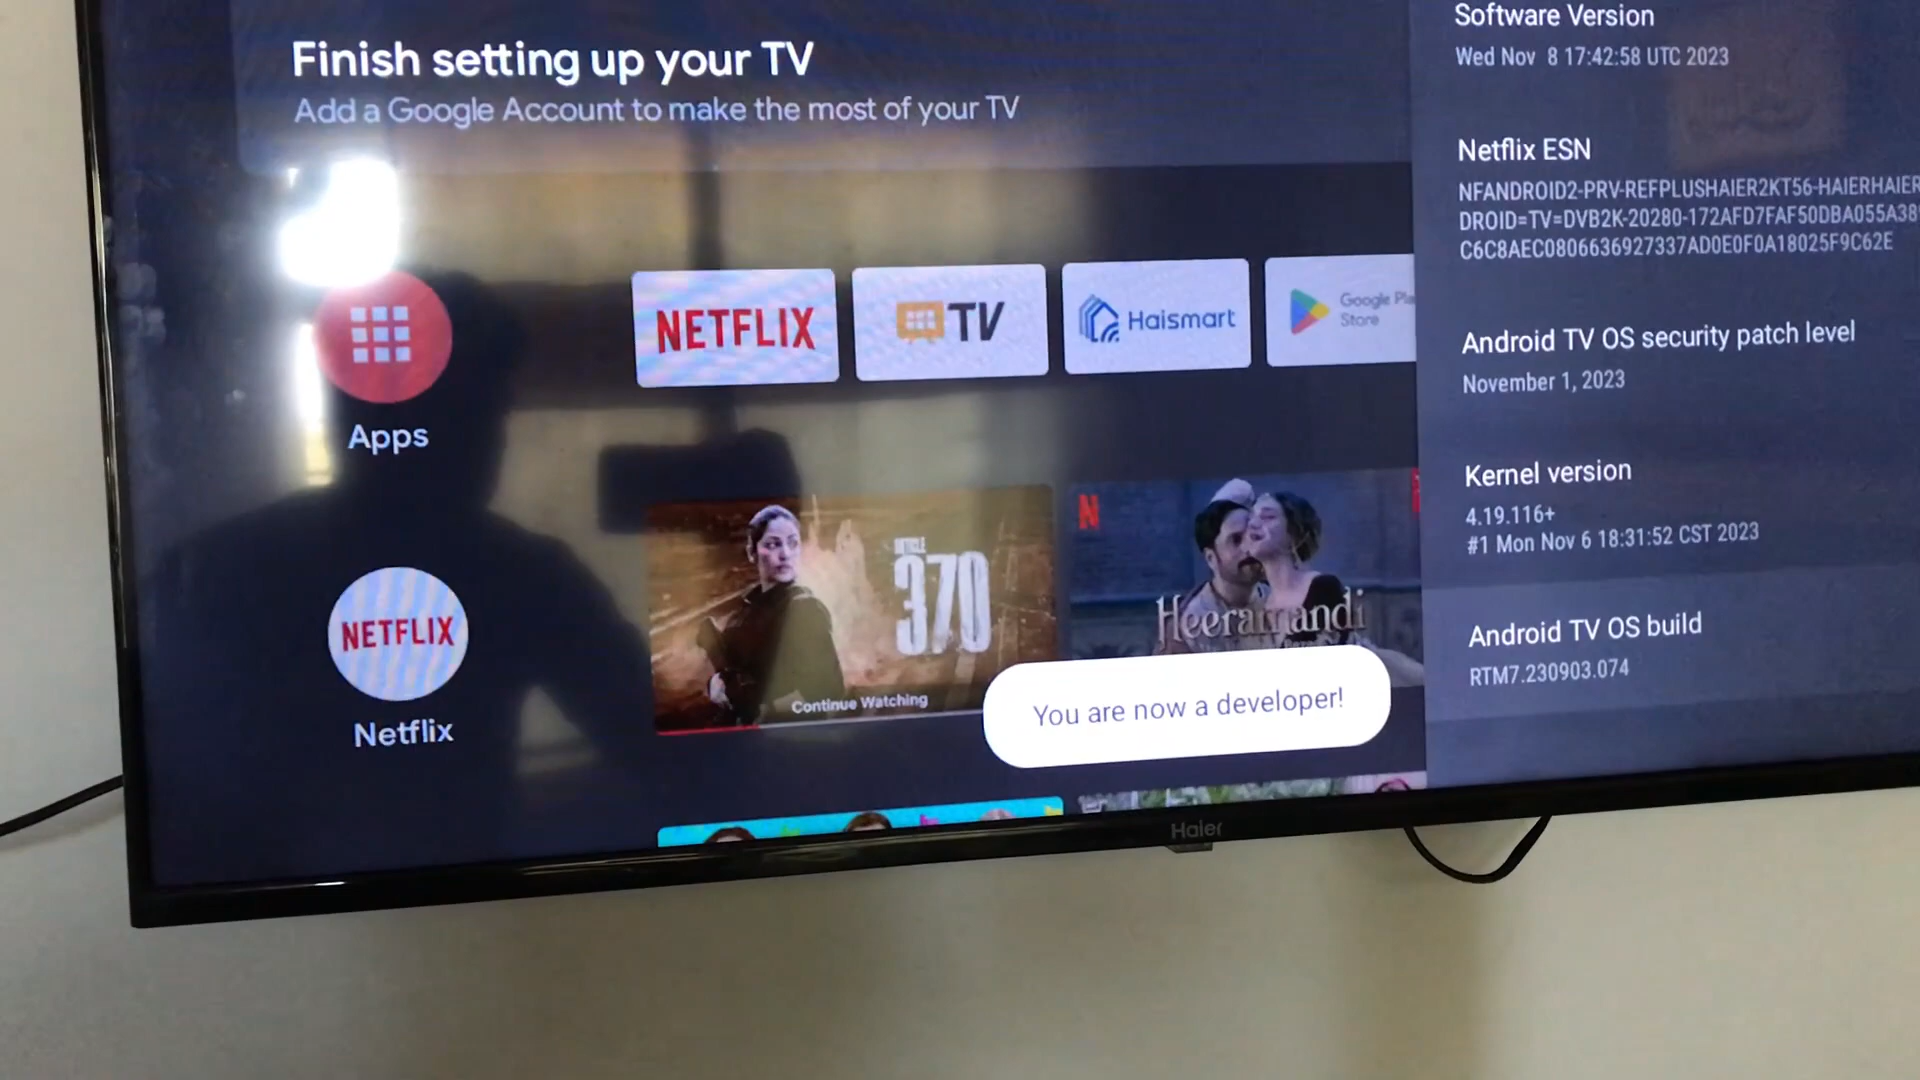 Finish setting up your TV
Add a Google Account to make the most of your TV
Apps
NETFLIX
TV
Haismart
Google Pla
Store
NETFLIX
Netflix
ARTICLE
370
Continue Watching
N
Heeramandi
You are now a developer!
Haier
Software Version
Wed Nov 8 17:42:58 UTC 2023
Netflix ESN
NFANDROID2-PRV-REFPLUSHAIER2KT56-HAIERHAIER
DROID=TV=DVB2K-20280-172AFD7FAF50DBA055A38
C6C8AEC0806636927337AD0E0F0A18025F9C62E
Android TV OS security patch level
November 1, 2023
Kernel version
4.19.116+
#1 Mon Nov 6 18:31:52 CST 2023
Android TV OS build
RTM7.230903.074